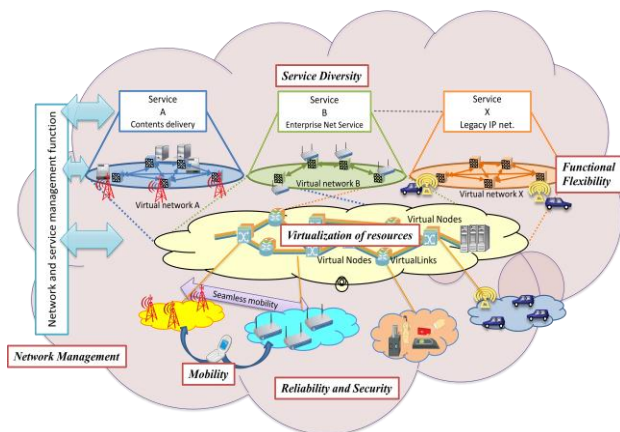 Service Diversity
Service
A
Contents delivery
Service
B
Enterprise Net Service
Service
X
Legacy IP net.
Network and service management function
Functional
Flexibility
Virtual network A
Virtual network B
Virtual network X
Virtual Nodes
Virtualization of resources
Virtual Nodes
VirtualLinks
Seamless mobility
Network Management
Mobility
Reliability and Security